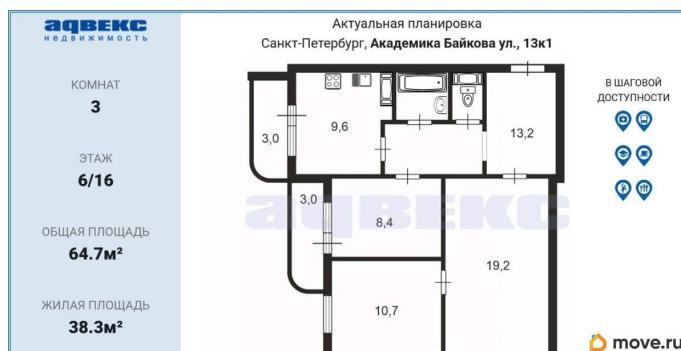 адвекс
недвижимость
КОМНАТ
3
ЭТАЖ
6/16
ОБЩАЯ ПЛОЩАДЬ
64.7м²
ЖИЛАЯ ПЛОЩАДЬ
38.3м²
Актуальная планировка
Санкт-Петербург, Академика Байкова ул., 13к1
3,0
9,6
13,2
3,0
8,4
19,2
10,7
адвекс
В ШАГОВОЙ
ДОСТУПНОСТИ
move.ru